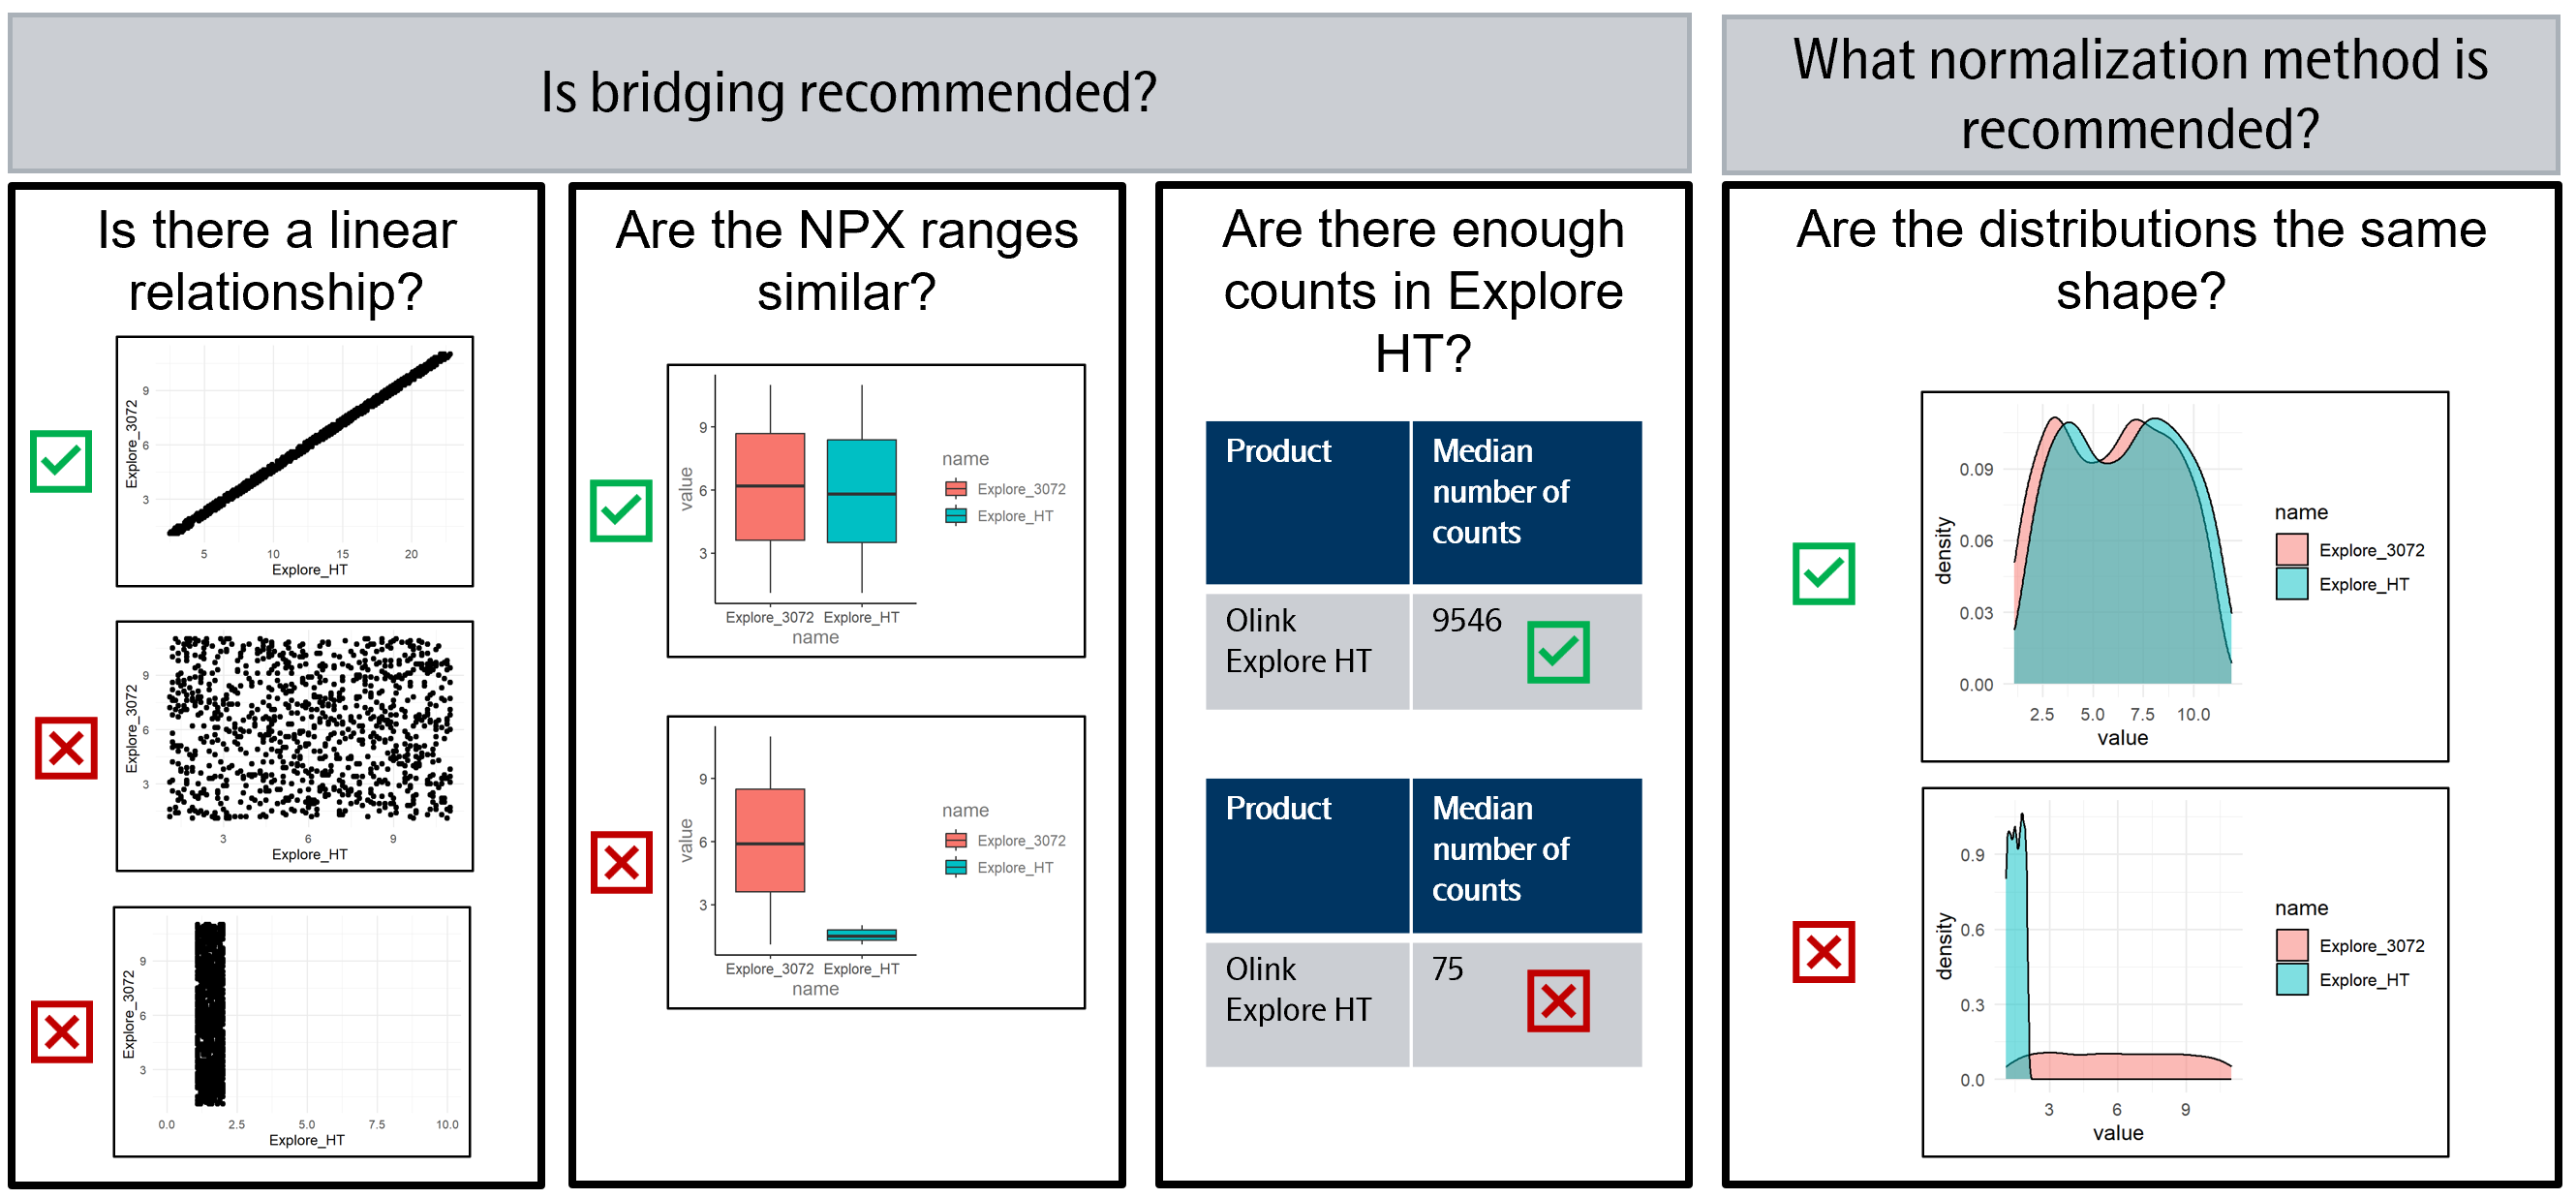 Is bridging recommended?
What normalization method is
recommended?
Is there a linear
relationship?
Explore_3072
9
6
3
5
10
15
20
Explore_HT
Explore_3072
9
6
3
3
6
9
Explore_HT
Explore_3072
9
6
3
0.0
2.5
5.0
7.5
10.0
Explore_HT
Are the NPX ranges
similar?
value
9
6
3
Explore_3072
Explore_HT
name
name
Explore_3072
Explore_HT
value
9
6
3
Explore_3072
Explore_HT
name
name
Explore_3072
Explore_HT
Are there enough
counts in Explore
HT?
Product
Median
number of
counts
Olink
Explore HT
9546
Product
Median
number of
counts
Olink
Explore HT
75
Are the distributions the same
shape?
density
0.09
0.06
0.03
0.00
2.5
5.0
7.5
10.0
value
name
Explore_3072
Explore_HT
density
0.9
0.6
0.3
0.0
3
6
9
value
name
Explore_3072
Explore_HT